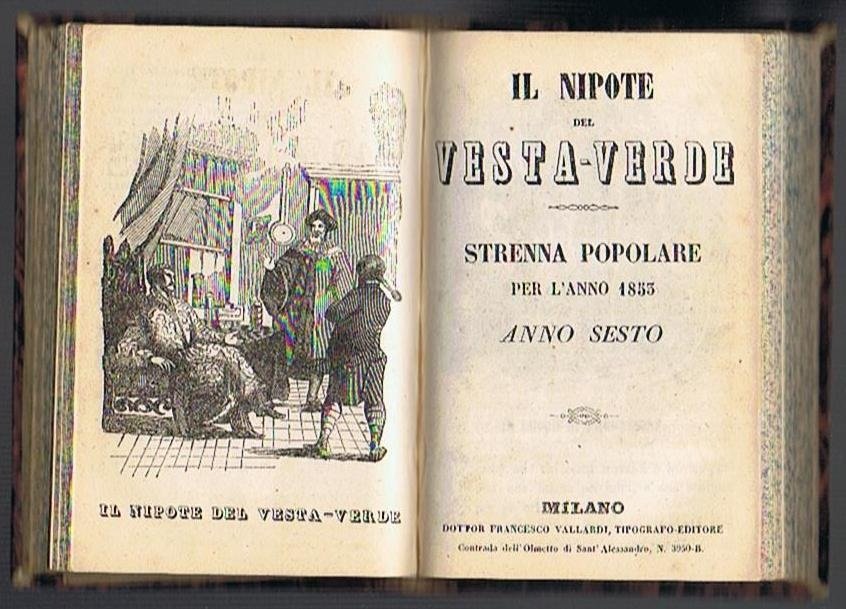 IL NIPOTE DEL VESTA-VERDE
IL NIPOTE
DEL
VESTA-VERDE
STRENNA POPOLARE
PER L'ANNO 1853
ANNO SESTO
MILANO
DOTTOR FRANCESCO VALLARDI, TIPOGRAFO-EDITORE
Contrada dell'Olmetto di Sant'Alessandro, N. 3950-B.